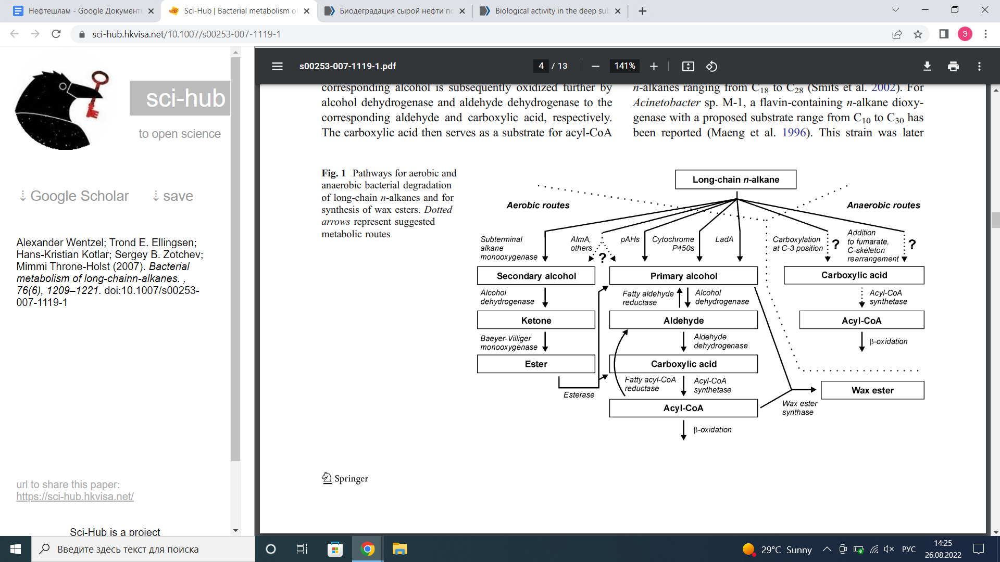 Нефтешлам - Google Документы
Sci-Hub | Bacterial metabolism of
Биодеградация сырой нефти по
Biological activity in the deep sub
sci-hub.hkvisa.net/10.1007/s00253-007-1119-1
Э
sci-hub
to open science
⇣ Google Scholar
⇣ save
Alexander Wentzel; Trond E. Ellingsen;
Hans-Kristian Kotlar; Sergey B. Zotchev;
Mimmi Throne-Holst (2007). Bacterial
metabolism of long-chainn-alkanes. ,
76(6), 1209–1221. doi:10.1007/s00253-
007-1119-1
url to share this paper:
https://sci-hub.hkvisa.net/
Sci-Hub is a project
s00253-007-1119-1.pdf
4 / 13
141%
corresponding alcohol is subsequently oxidized further by
alcohol dehydrogenase and aldehyde dehydrogenase to the
corresponding aldehyde and carboxylic acid, respectively.
The carboxylic acid then serves as a substrate for acyl-CoA
n-alkanes ranging from C18 to C28 (Smits et al. 2002). For
Acinetobacter sp. M-1, a flavin-containing n-alkane dioxy-
genase with a proposed substrate range from C10 to C30 has
been reported (Maeng et al. 1996). This strain was later
Fig. 1 Pathways for aerobic and
anaerobic bacterial degradation
of long-chain n-alkanes and for
synthesis of wax esters. Dotted
arrows represent suggested
metabolic routes
Long-chain n-alkane
Aerobic routes
Anaerobic routes
Subterminal
alkane
monooxygenase
AlmA,
others
?
pAHs
Cytochrome
P450s
LadA
Carboxylation
at C-3 position
?
Addition
to fumarate,
C-skeleton
rearrangement
?
Secondary alcohol
Primary alcohol
Carboxylic acid
Alcohol
dehydrogenase
Fatty aldehyde
reductase
Alcohol
dehydrogenase
Acyl-CoA
synthetase
Ketone
Aldehyde
Acyl-CoA
Baeyer-Villiger
monooxygenase
Aldehyde
dehydrogenase
β-oxidation
Ester
Carboxylic acid
Esterase
Fatty acyl-CoA
reductase
Acyl-CoA
synthetase
Wax ester
Acyl-CoA
Wax ester
synthase
β-oxidation
Springer
Введите здесь текст для поиска
29°C Sunny
РУС
14:25
26.08.2022